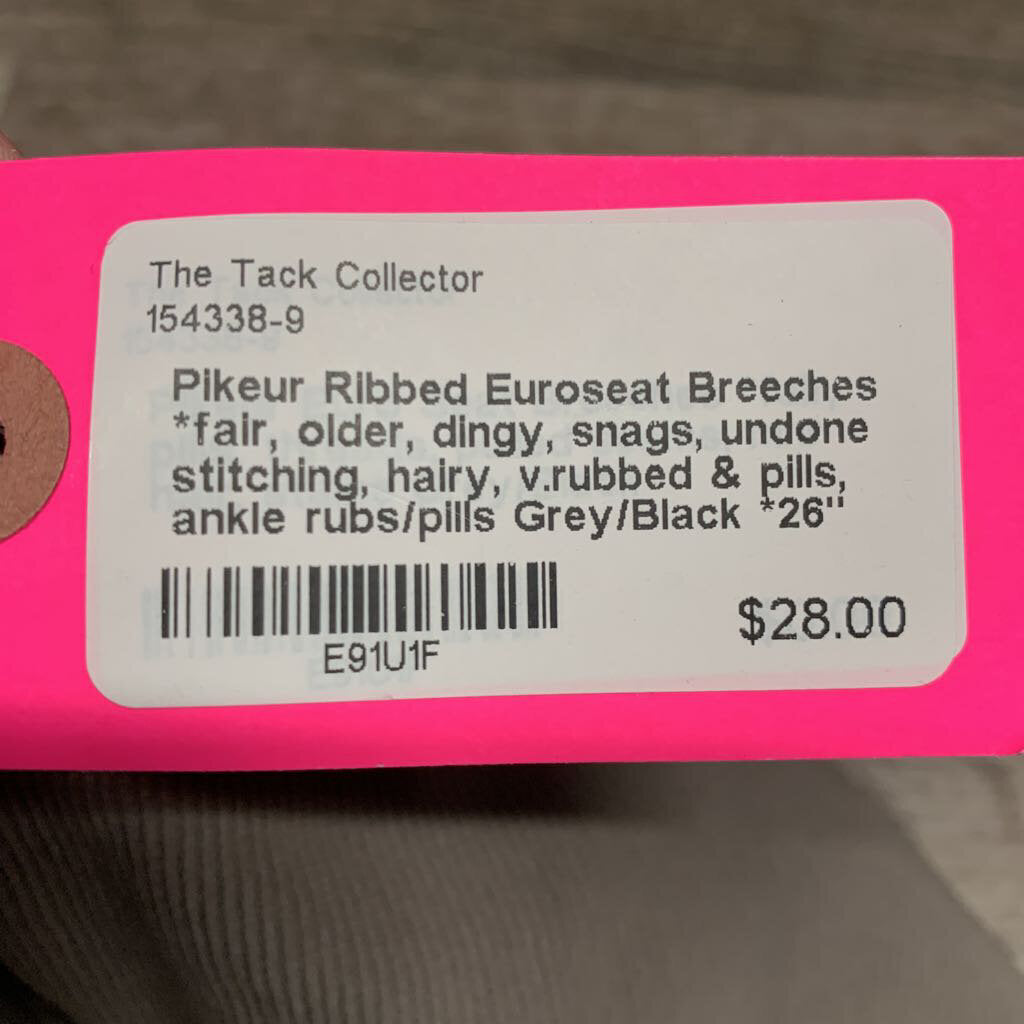 The Tack Collector
154338-9
Pikeur Ribbed Euroseat Breeches
*fair, older, dingy, snags, undone
stitching, hairy, v.rubbed & pills,
ankle rubs/pills Grey/Black *26"
E91U1F
$28.00